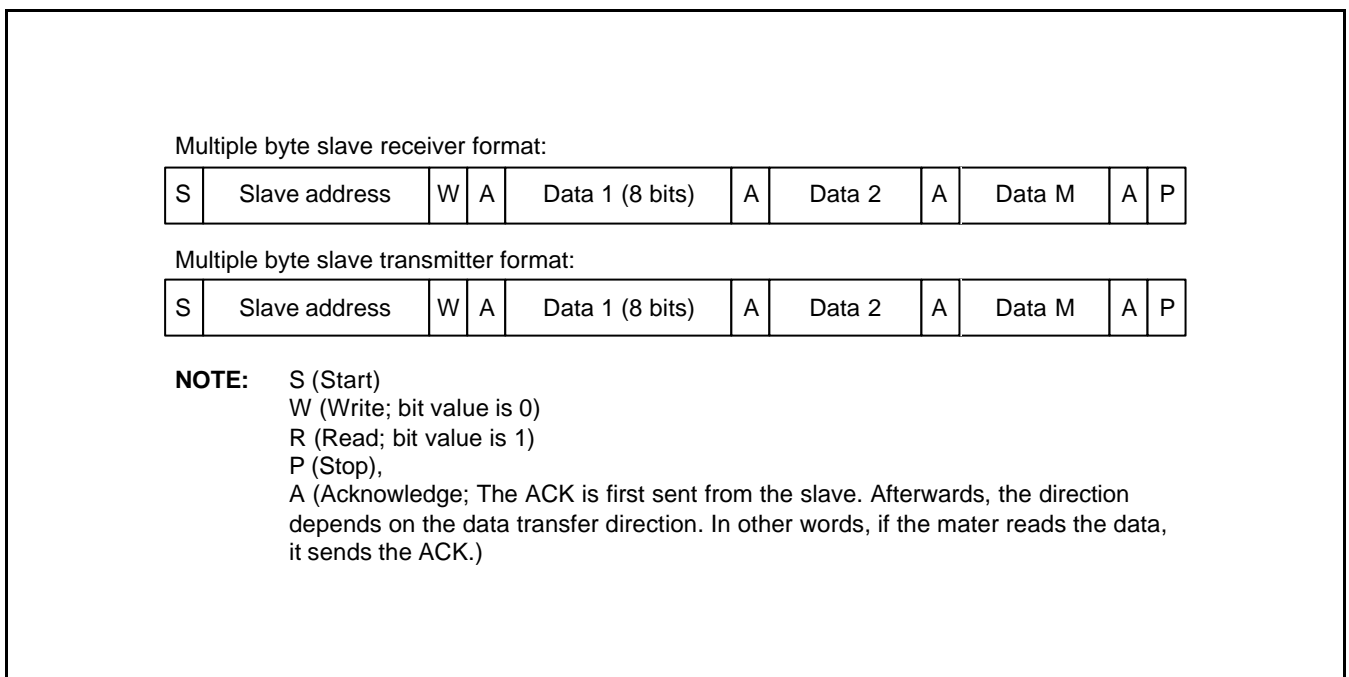 Multiple byte slave receiver format:
S Slave address W A Data 1 (8 bits) A Data 2 A Data M A P
Multiple byte slave transmitter format:
S Slave address W A Data 1 (8 bits) A Data 2 A Data M A P
NOTE: S (Start)
W (Write; bit value is 0)
R (Read; bit value is 1)
P (Stop),
A (Acknowledge; The ACK is first sent from the slave. Afterwards, the direction
depends on the data transfer direction. In other words, if the mater reads the data,
it sends the ACK.)